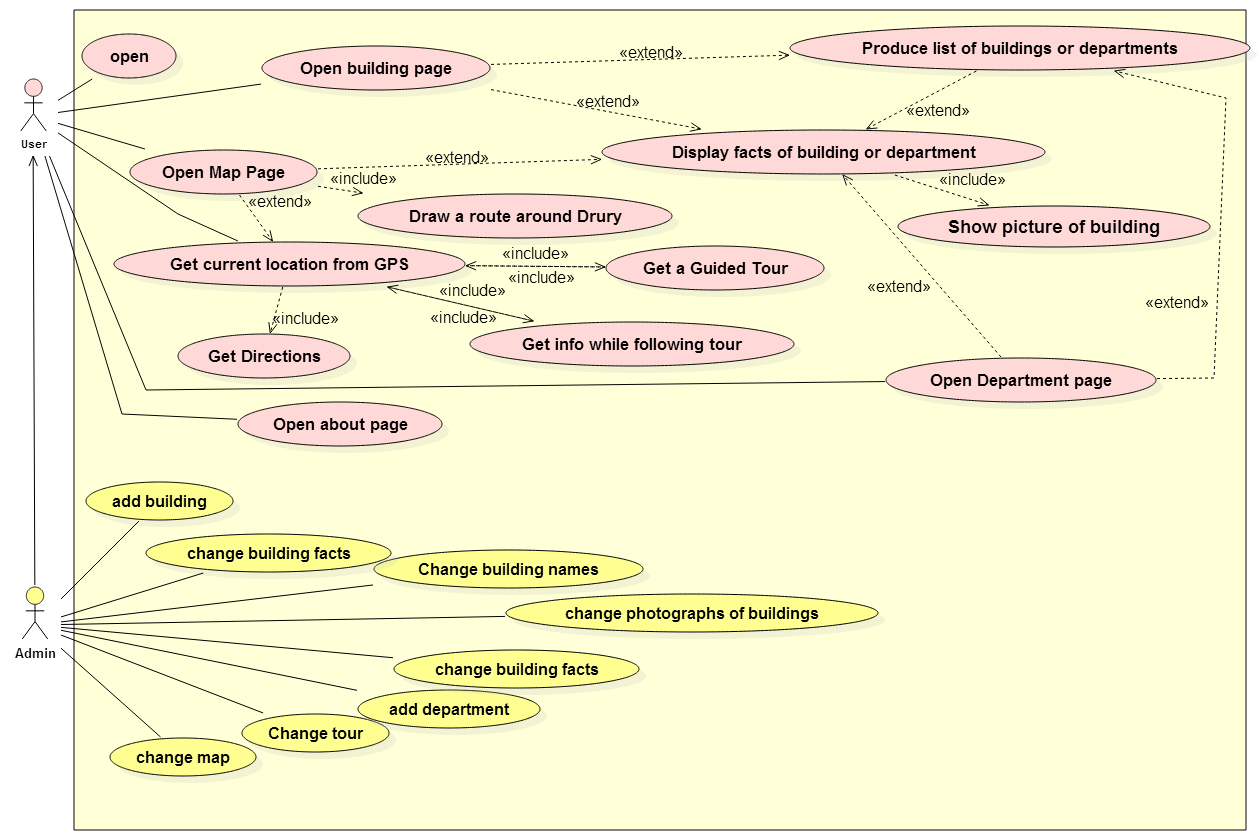 open
Open building page
«extend»
Produce list of buildings or departments
«extend»
«extend»
User
Open Map Page
«extend»
Display facts of building or department
«include»
«include»
«extend»
Draw a route around Drury
Show picture of building
Get current location from GPS
«include»
Get a Guided Tour
«include»
«include»
«extend»
«extend»
«include»
«include»
Get Directions
Get info while following tour
Open Department page
Open about page
add building
change building facts
Change building names
change photographs of buildings
Admin
change building facts
add department
Change tour
change map